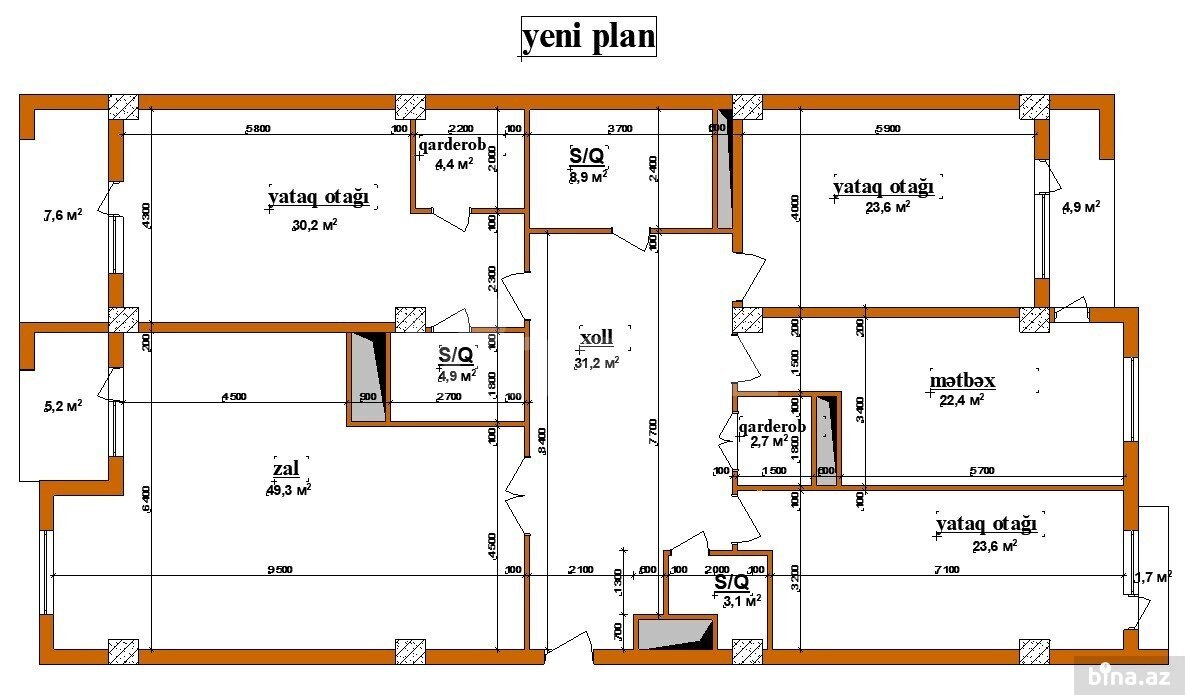 yeni plan
5800
100
2200
100
3700
600
5900
qarderob
4,4 м²
2000
S/Q
8,9 м²
2400
yataq otağı
30,2 м²
yataq otağı
23,6 м²
7,6 м²
4300
4000
4,9 м²
100
100
2300
xoll
31,2 м²
200
100
200
200
S/Q
4,9 м²
1800
1500
mətbəx
22,4 м²
5,2 м²
4500
900
2700
100
100
3400
qarderob
2,7 м²
1800
100
8400
7700
zal
49,3 м²
6400
100
1500
600
5700
100
100
yataq otağı
23,6 м²
4500
9500
100
2100
600
100
2000
100
7100
1300
S/Q
3,1 м²
3200
1,7 м²
700
bina.az